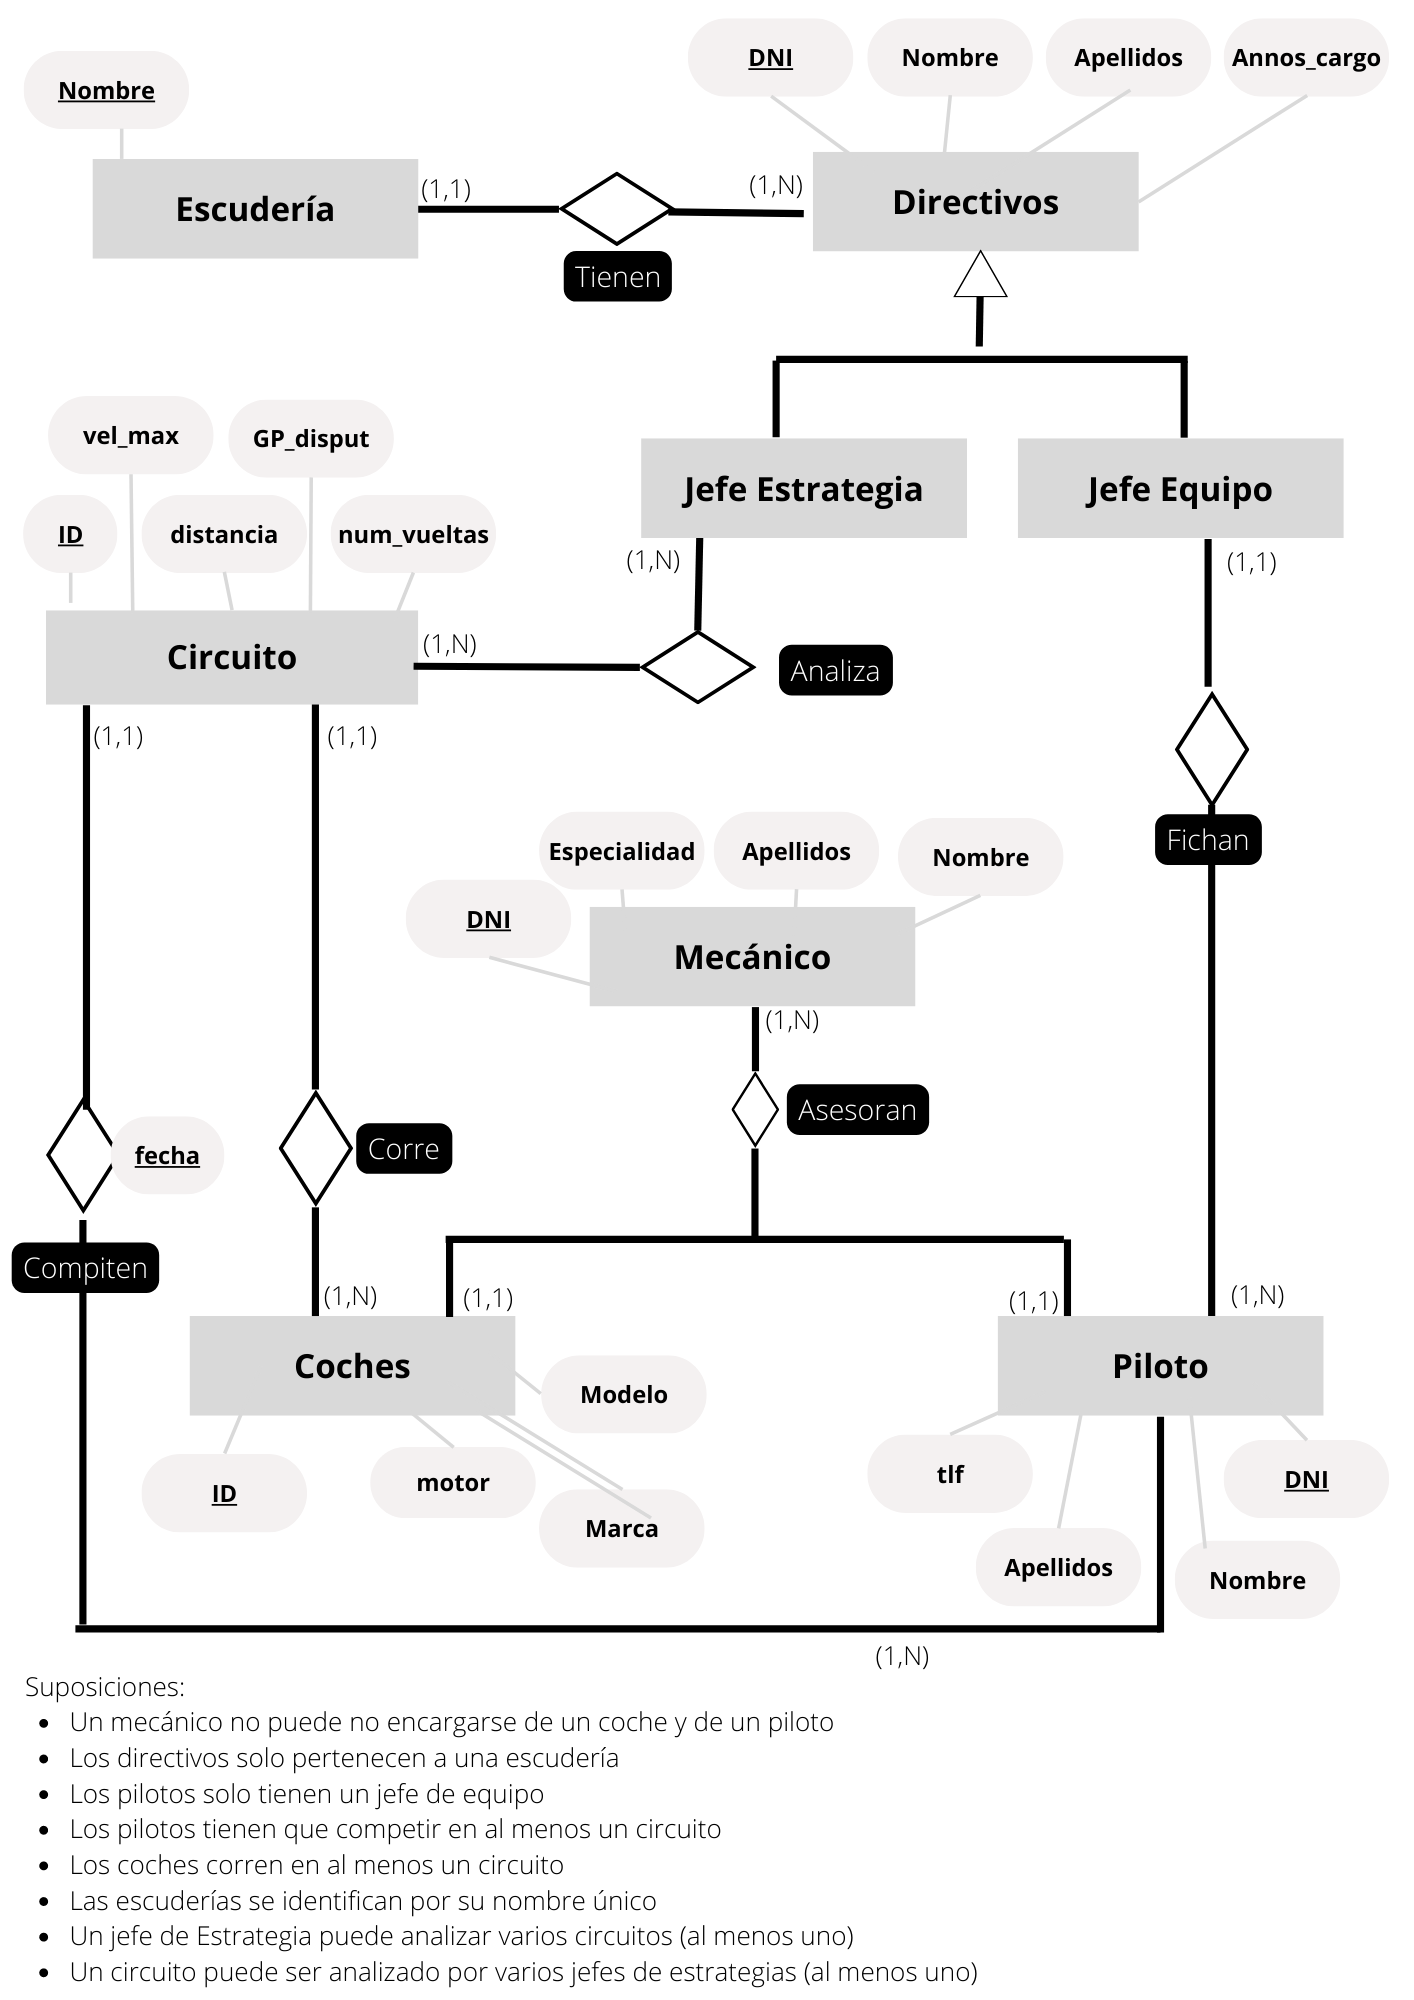 DNI
Nombre
Apellidos
Annos_cargo
Nombre
Escudería
(1,1)
(1,N)
Directivos
Tienen
vel_max
GP_disput
ID
distancia
num_vueltas
Jefe Estrategia
Jefe Equipo
(1,N)
(1,1)
Circuito
(1,N)
Analiza
(1,1)
(1,1)
Fichan
Especialidad
Apellidos
Nombre
DNI
Mecánico
(1,N)
Asesoran
fecha
Corre
Compiten
(1,N)
(1,1)
(1,1)
(1,N)
Coches
Piloto
Modelo
ID
motor
Marca
tlf
DNI
Apellidos
Nombre
(1,N)
Suposiciones:
• Un mecánico no puede no encargarse de un coche y de un piloto
• Los directivos solo pertenecen a una escudería
• Los pilotos solo tienen un jefe de equipo
• Los pilotos tienen que competir en al menos un circuito
• Los coches corren en al menos un circuito
• Las escuderías se identifican por su nombre único
• Un jefe de Estrategia puede analizar varios circuitos (al menos uno)
• Un circuito puede ser analizado por varios jefes de estrategias (al menos uno)